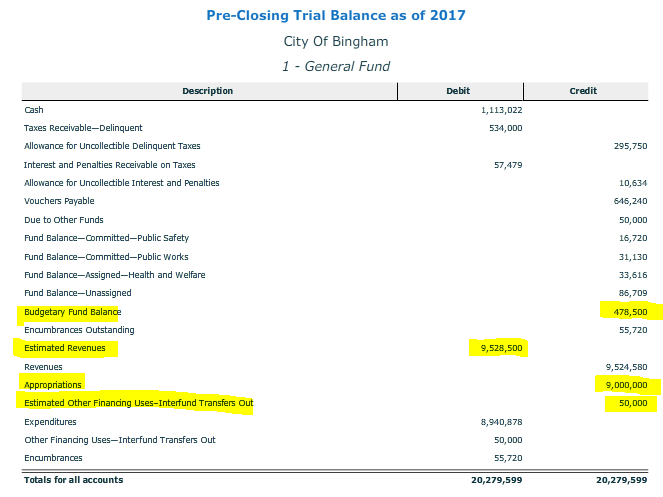 Pre-Closing Trial Balance as of 2017
City Of Bingham
1 - General Fund
Description Debit Credit
Cash 1,113,022
Taxes Receivable—Delinquent 534,000
Allowance for Uncollectible Delinquent Taxes 295,750
Interest and Penalties Receivable on Taxes 57,479
Allowance for Uncollectible Interest and Penalties 10,634
Vouchers Payable 646,240
Due to Other Funds 50,000
Fund Balance—Committed—Public Safety 16,720
Fund Balance—Committed—Public Works 31,130
Fund Balance—Assigned—Health and Welfare 33,616
Fund Balance—Unassigned 86,709
Budgetary Fund Balance 478,500
Encumbrances Outstanding 55,720
Estimated Revenues 9,528,500
Revenues 9,524,580
Appropriations 9,000,000
Estimated Other Financing Uses–Interfund Transfers Out 50,000
Expenditures 8,940,878
Other Financing Uses—Interfund Transfers Out 50,000
Encumbrances 55,720
Totals for all accounts 20,279,599 20,279,599